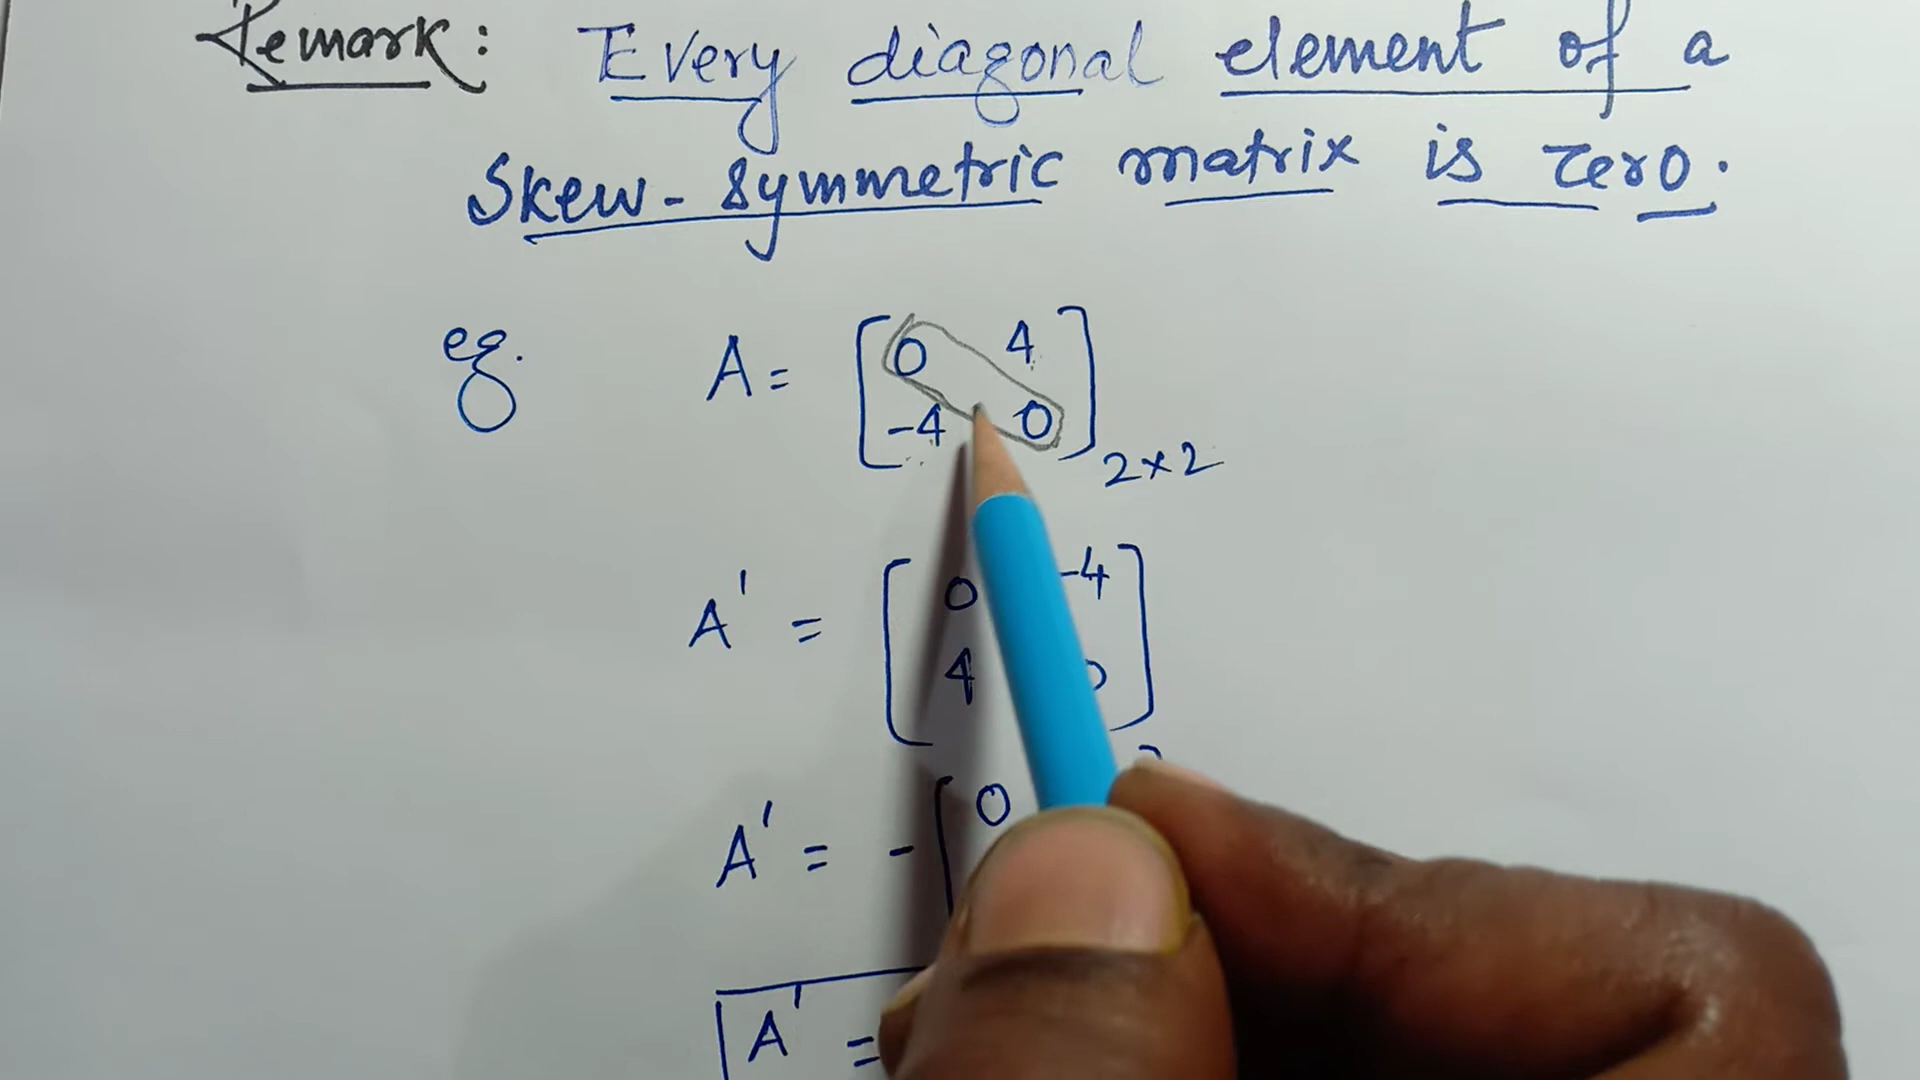 Remark: Every diagonal element of a
Skew-Symmetric matrix is zero.
eg. A = [0 4
-4 0] 2×2
A' = [0 -4
4 0]
A' = -[0
A' =